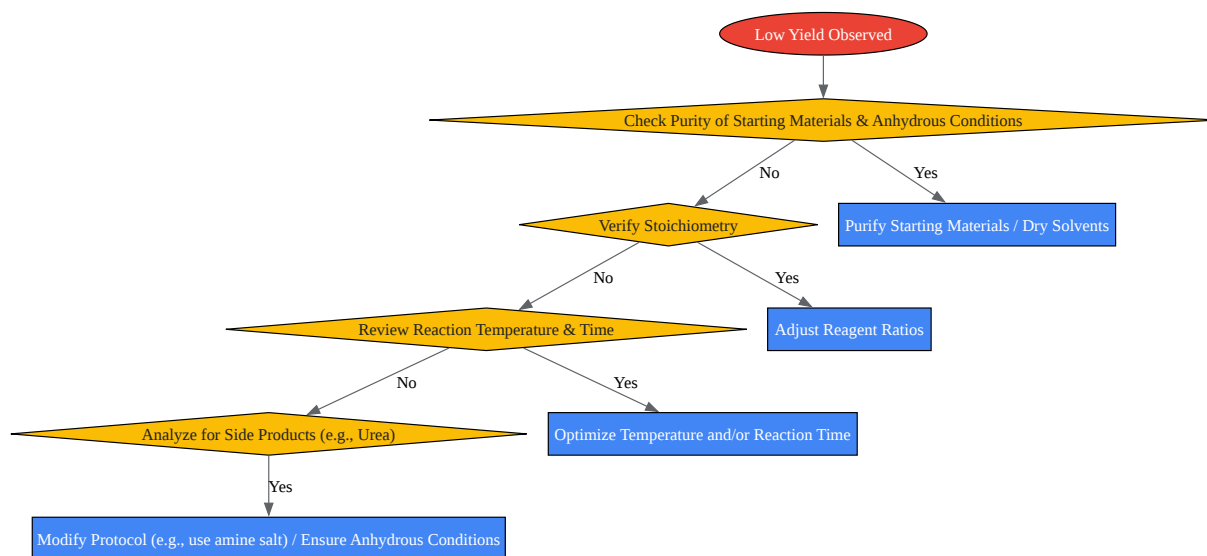 Low Yield Observed
Check Purity of Starting Materials & Anhydrous Conditions
No
Yes
Verify Stoichiometry
Purify Starting Materials / Dry Solvents
No
Yes
Review Reaction Temperature & Time
Adjust Reagent Ratios
No
Yes
Analyze for Side Products (e.g., Urea)
Optimize Temperature and/or Reaction Time
Yes
Modify Protocol (e.g., use amine salt) / Ensure Anhydrous Conditions